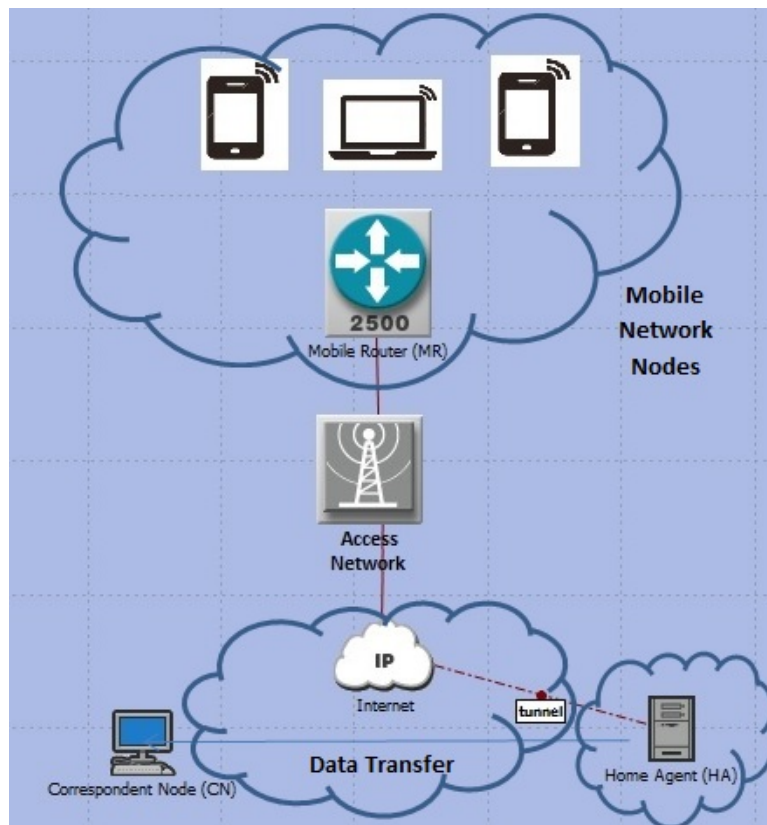 2500
Mobile Router (MR)
Mobile
Network
Nodes
Access
Network
IP
Internet
tunnel
Data Transfer
Correspondent Node (CN)
Home Agent (HA)